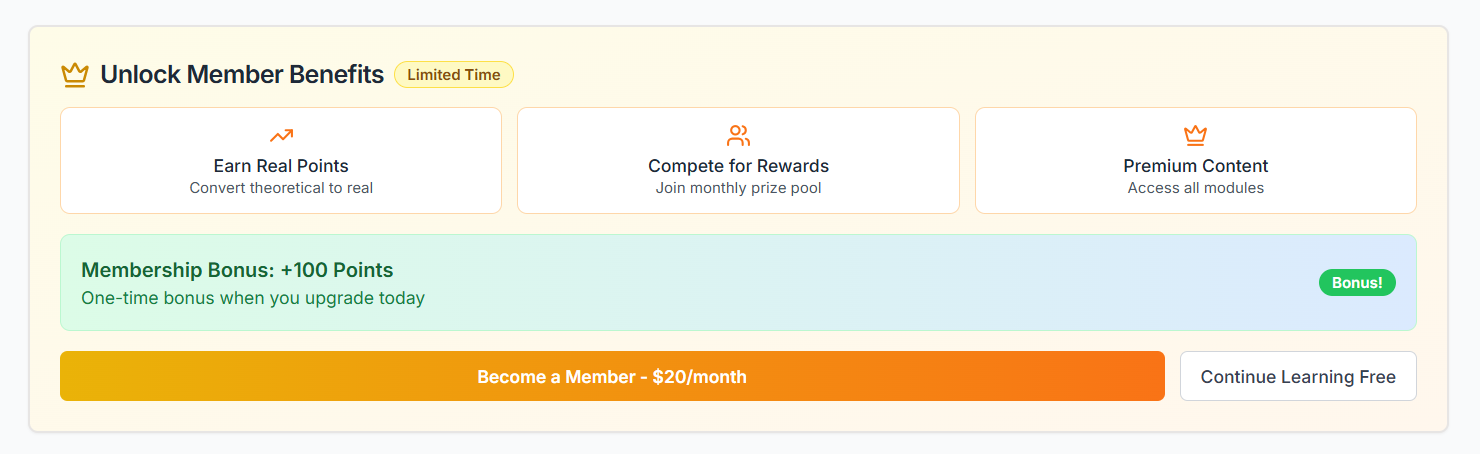 Unlock Member Benefits
Limited Time
Earn Real Points
Convert theoretical to real
Compete for Rewards
Join monthly prize pool
Premium Content
Access all modules
Membership Bonus: +100 Points
One-time bonus when you upgrade today
Bonus!
Become a Member - $20/month
Continue Learning Free